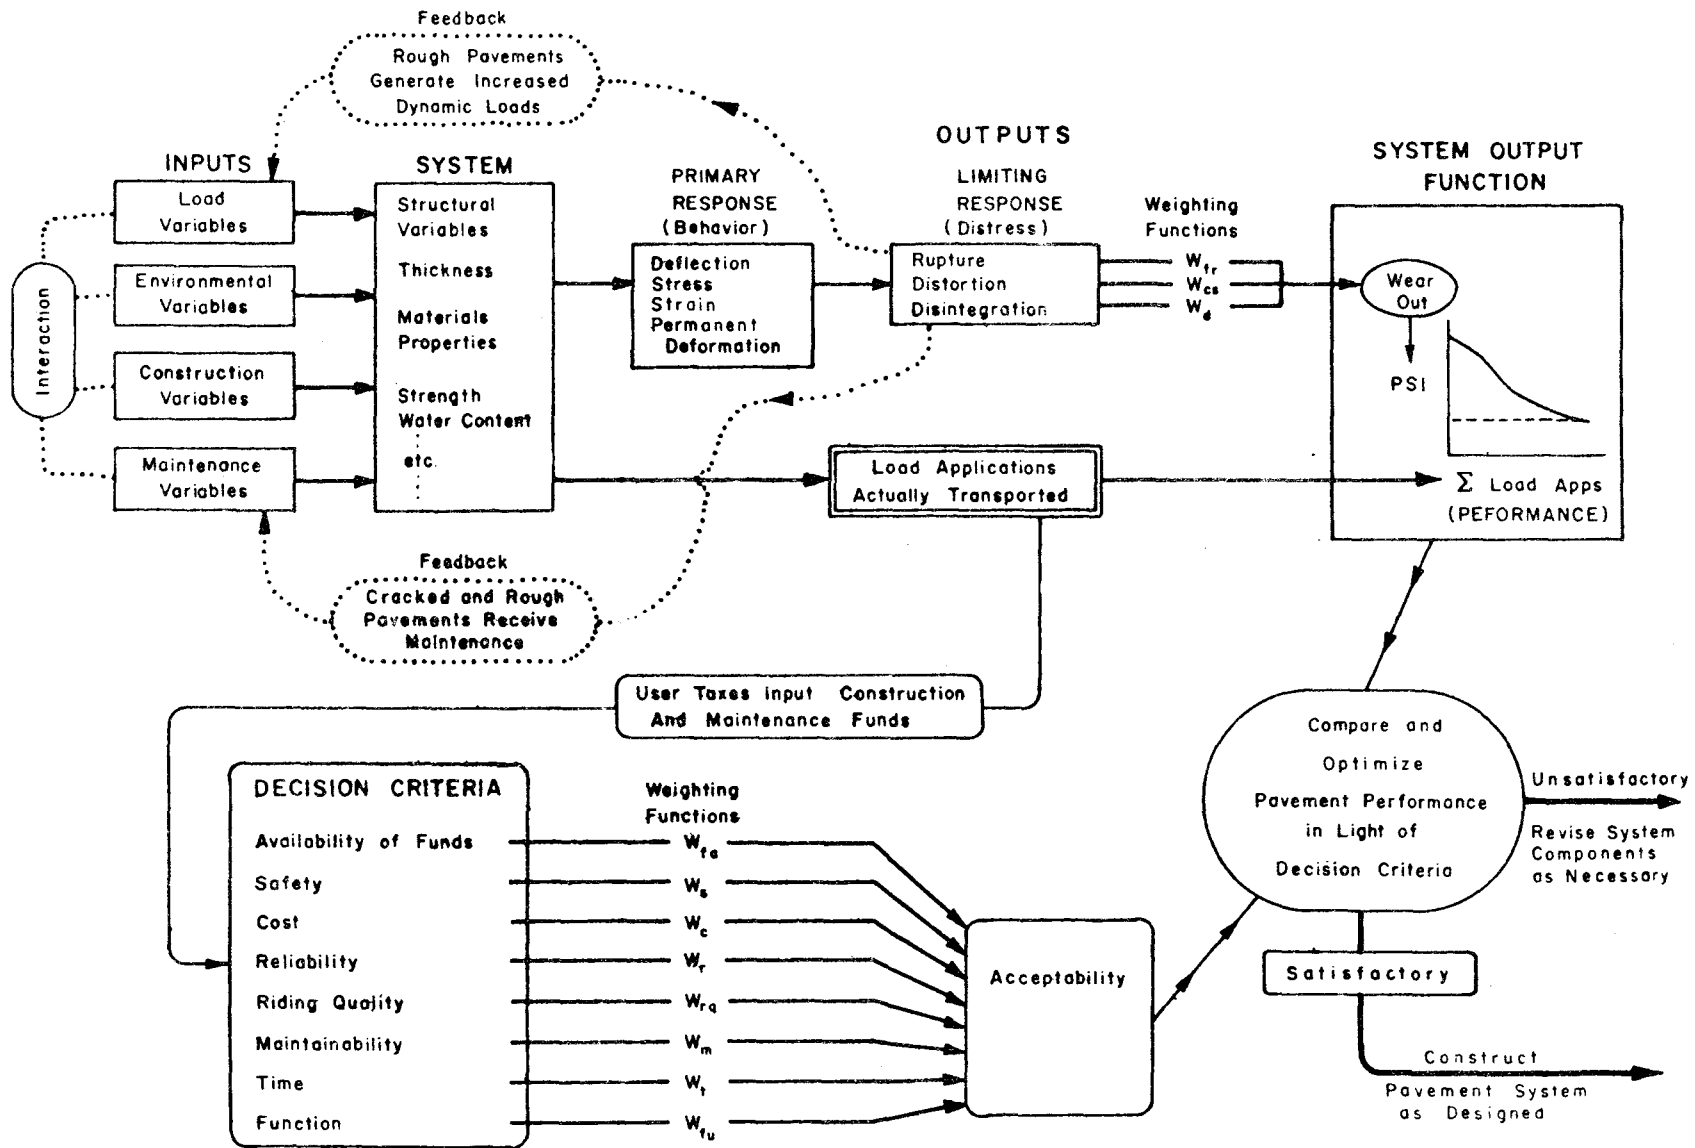 Feedback
Rough Pavements
Generate Increased
Dynamic Loads
INPUTS
Load
Variables
Environmental
Variables
Construction
Variables
Maintenance
Variables
Interaction
SYSTEM
Structural
Variables
Thickness
Materials
Properties
Strength
Water Content
etc.
OUTPUTS
PRIMARY
RESPONSE
(Behavior)
Deflection
Stress
Strain
Permanent
Deformation
LIMITING
RESPONSE
(Distress)
Rupture
Distortion
Disintegration
Weighting
Functions
W_fr
W_cs
W_d
SYSTEM OUTPUT
FUNCTION
Wear
Out
PSI
Σ Load Apps
(PEFORMANCE)
Load Applications
Actually Transported
Feedback
Cracked and Rough
Pavements Receive
Maintenance
User Taxes Input Construction
And Maintenance Funds
DECISION CRITERIA
Availability of Funds
Safety
Cost
Reliability
Riding Quality
Maintainability
Time
Function
Weighting
Functions
W_fa
W_s
W_c
W_r
W_rq
W_m
W_t
W_fu
Acceptability
Compare and
Optimize
Pavement Performance
in Light of
Decision Criteria
Unsatisfactory
Revise System
Components
as Necessary
Satisfactory
Construct
Pavement System
as Designed